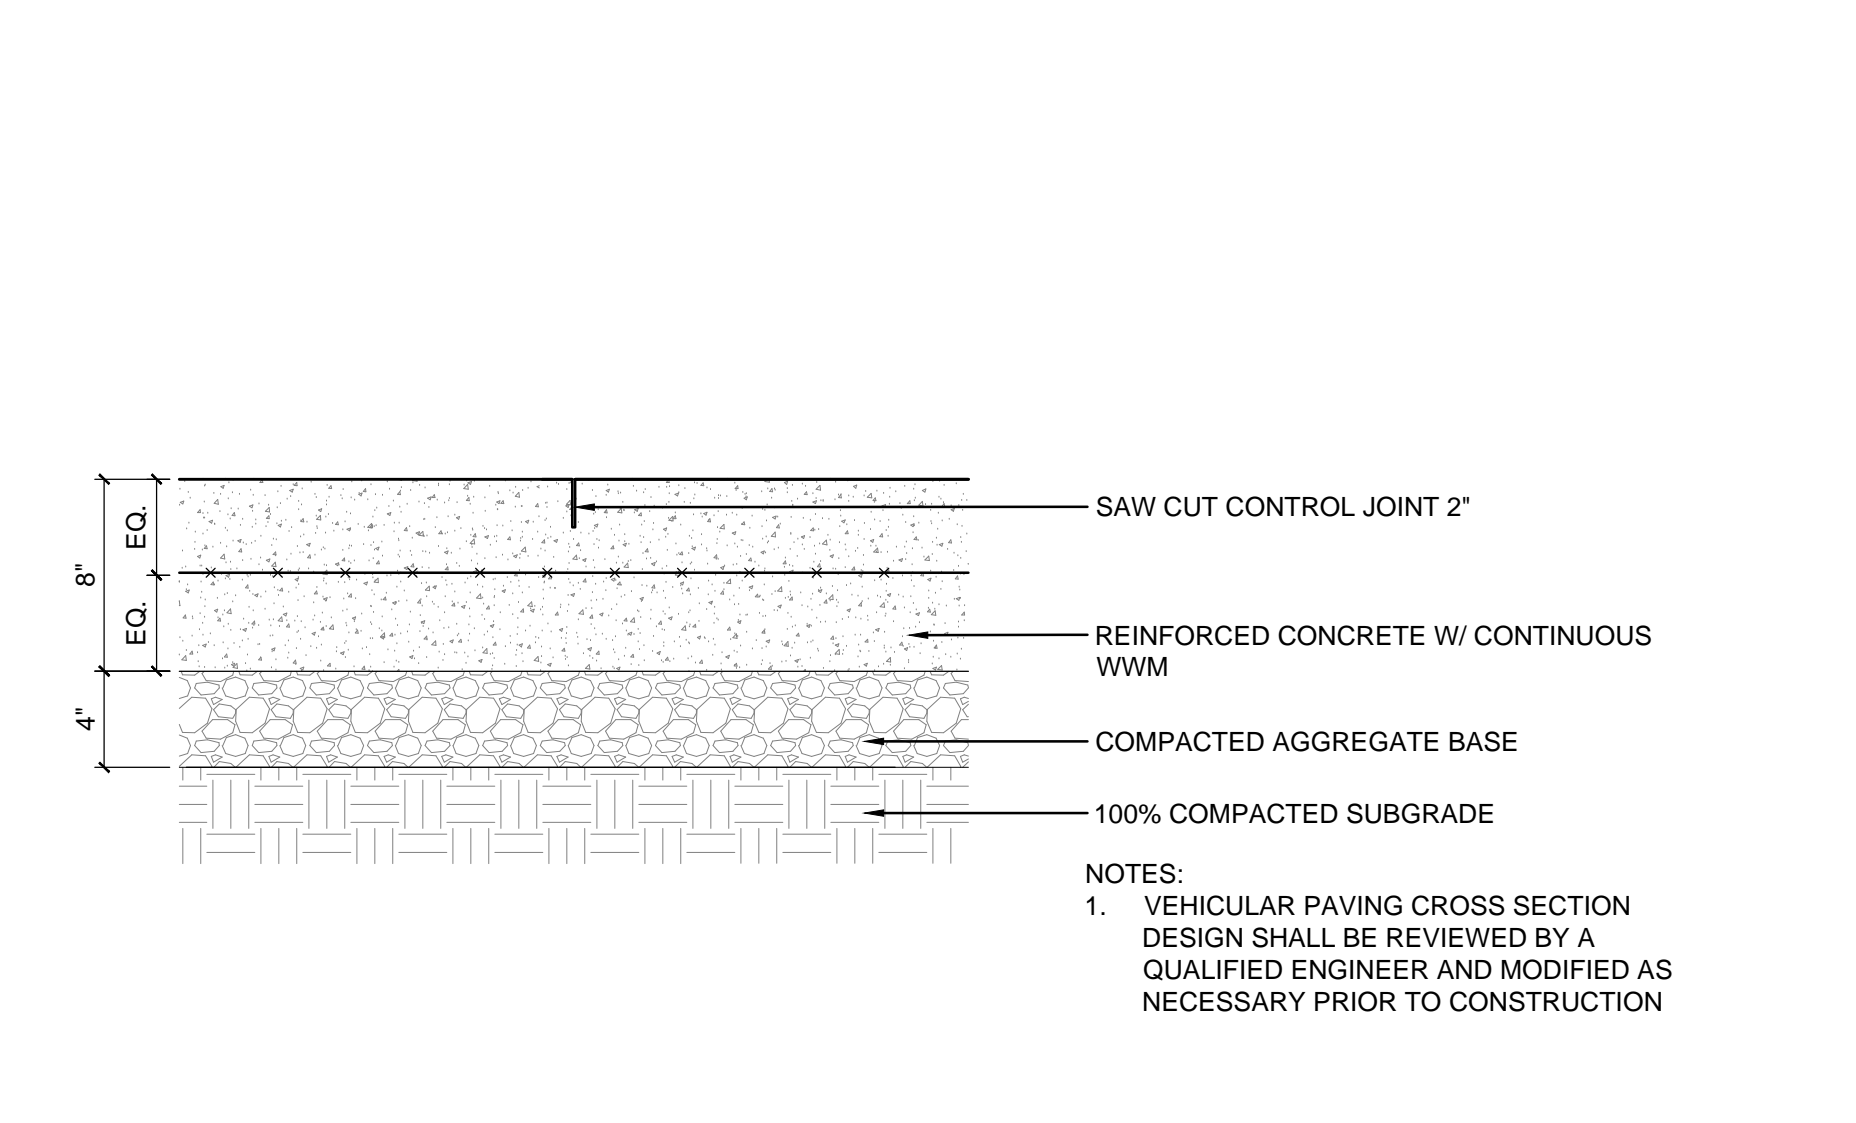 SAW CUT CONTROL JOINT 2"
EQ.
8"
EQ.
REINFORCED CONCRETE W/ CONTINUOUS
WWM
4"
COMPACTED AGGREGATE BASE
100% COMPACTED SUBGRADE
NOTES:
1. VEHICULAR PAVING CROSS SECTION
DESIGN SHALL BE REVIEWED BY A
QUALIFIED ENGINEER AND MODIFIED AS
NECESSARY PRIOR TO CONSTRUCTION